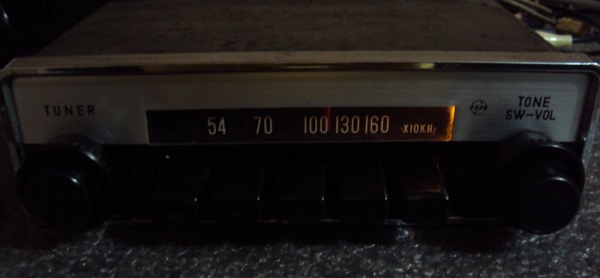 TUNER
54 70 100 130 160 X10KHz
TONE
SW-VOL